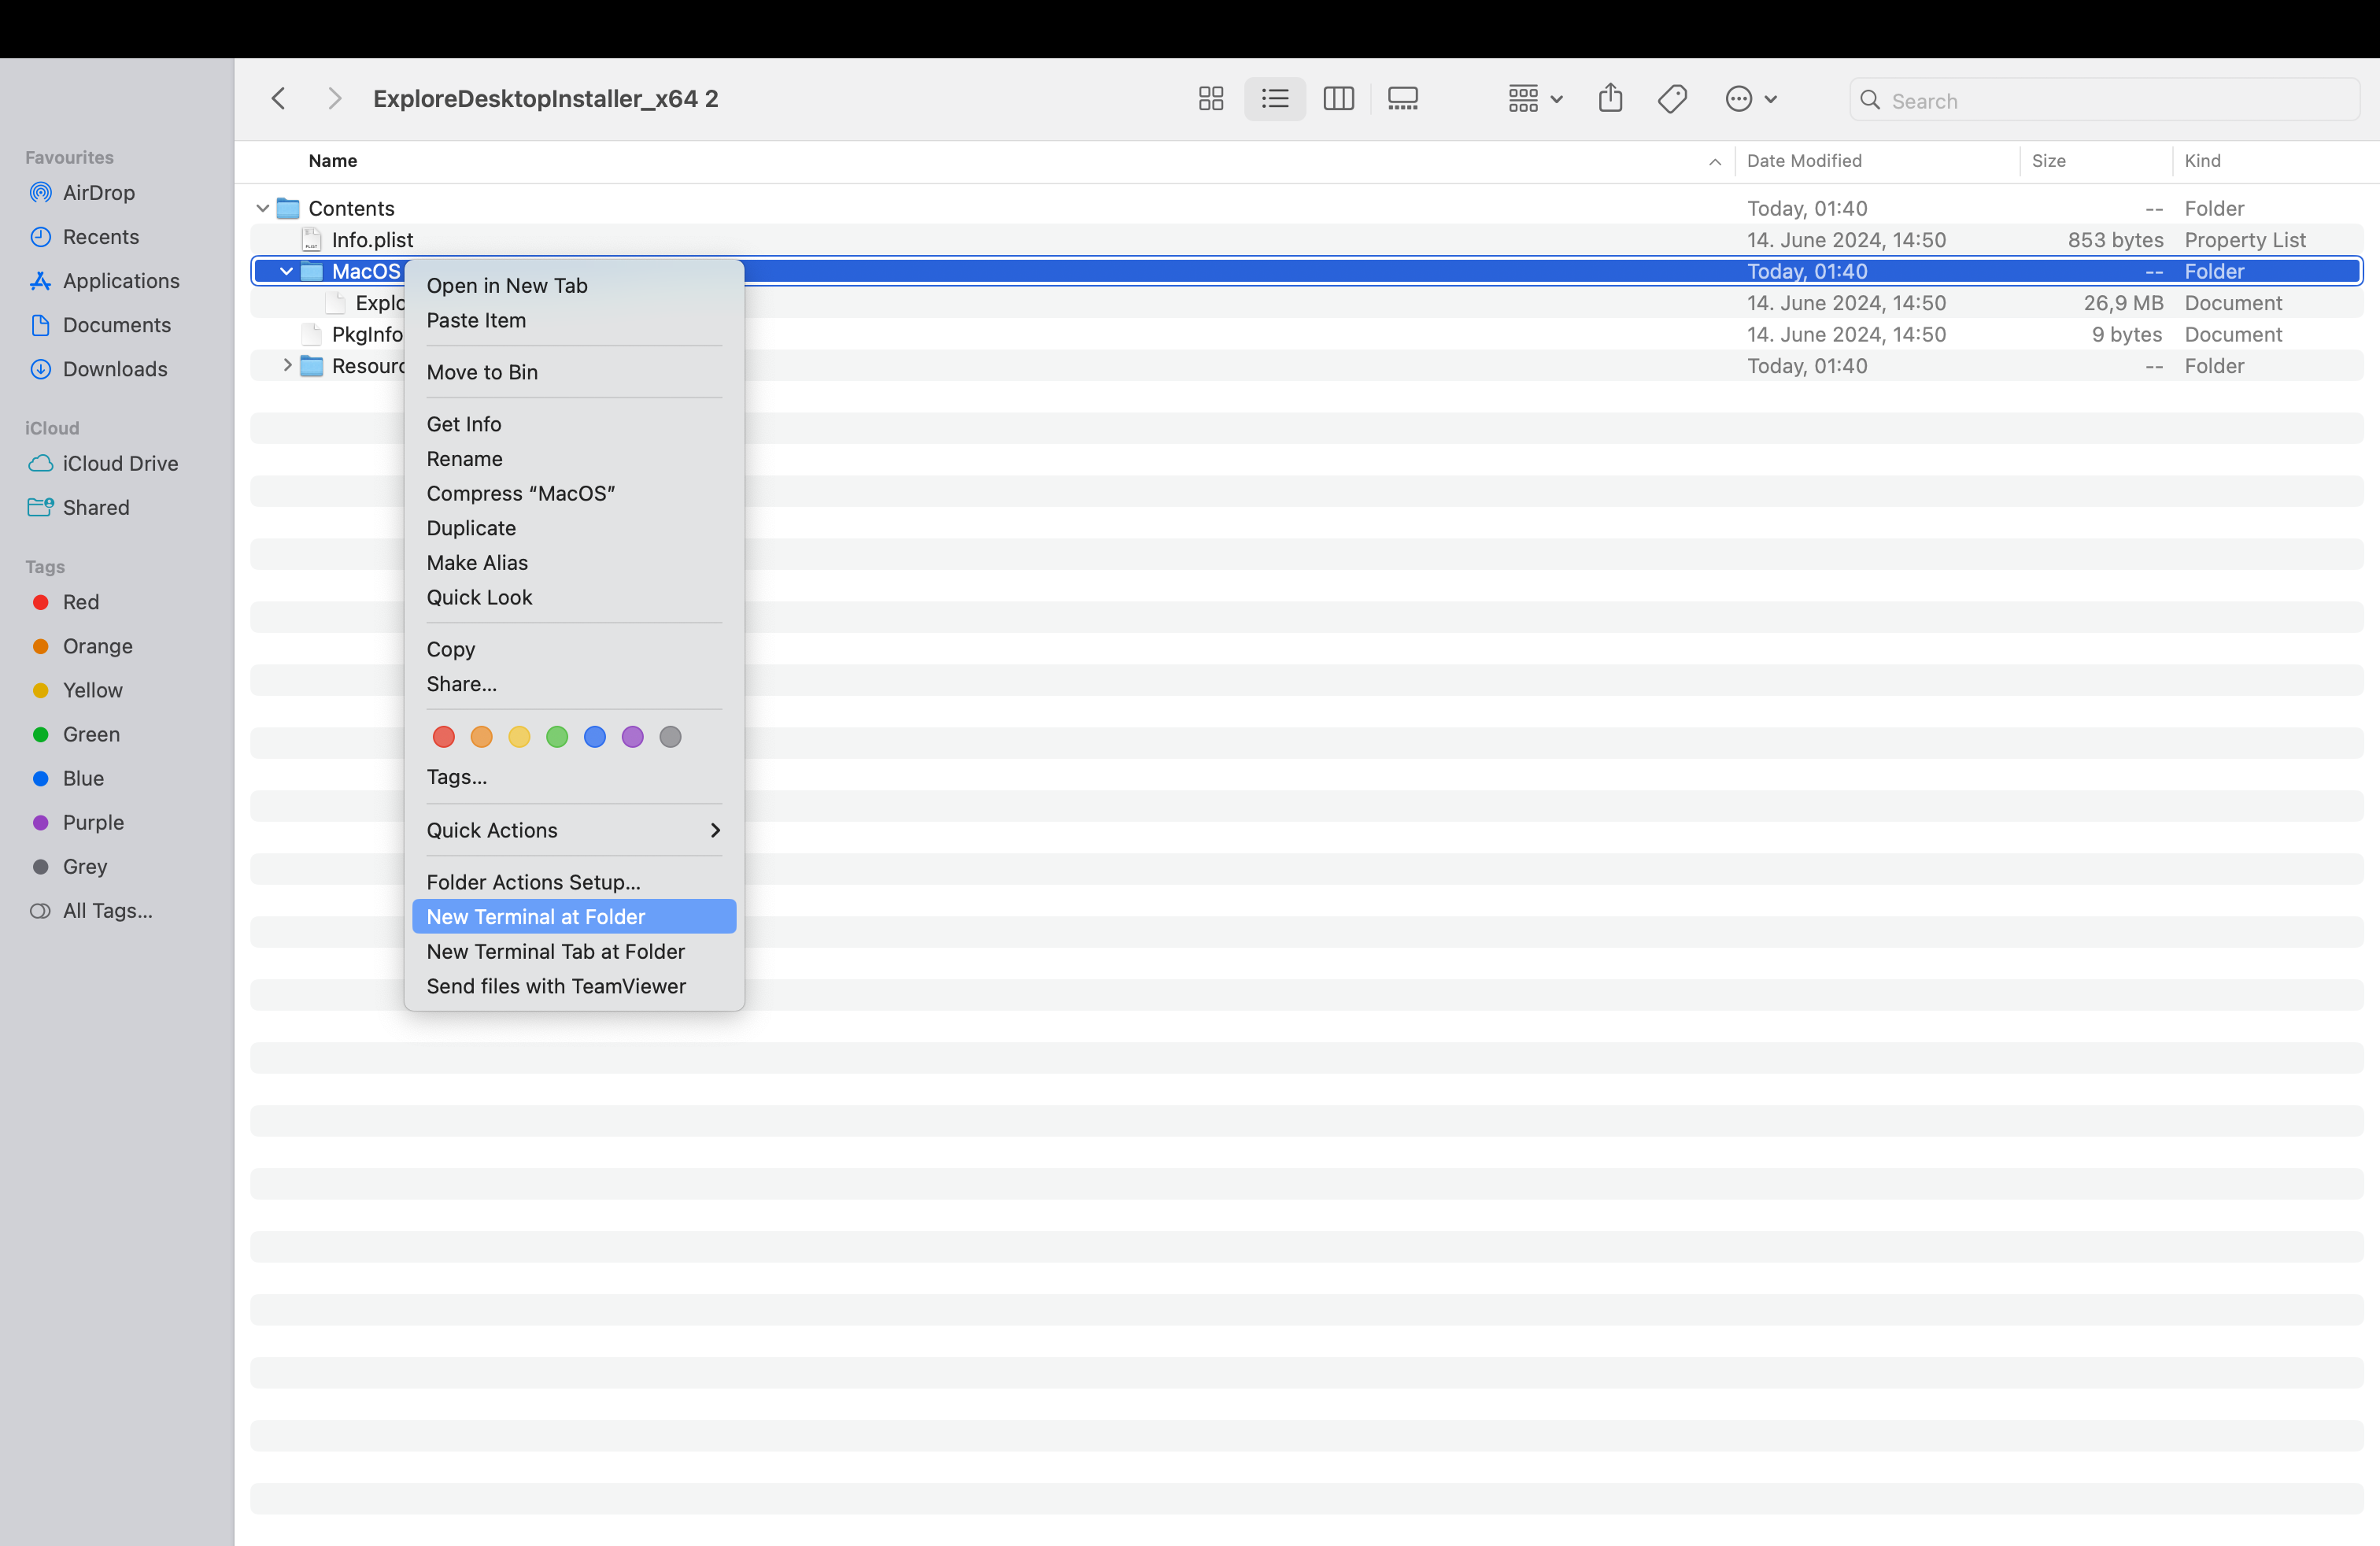 ExploreDesktopInstaller_x64 2
Search
Favourites
AirDrop
Recents
Applications
Documents
Downloads
iCloud
iCloud Drive
Shared
Tags
Red
Orange
Yellow
Green
Blue
Purple
Grey
All Tags...
Name Date Modified Size Kind
Contents Today, 01:40 -- Folder
Info.plist 14. June 2024, 14:50 853 bytes Property List
MacOS Today, 01:40 -- Folder
Explo 14. June 2024, 14:50 26,9 MB Document
PkgInfo 14. June 2024, 14:50 9 bytes Document
Resourc Today, 01:40 -- Folder
Open in New Tab
Paste Item
Move to Bin
Get Info
Rename
Compress “MacOS”
Duplicate
Make Alias
Quick Look
Copy
Share...
Tags...
Quick Actions
Folder Actions Setup...
New Terminal at Folder
New Terminal Tab at Folder
Send files with TeamViewer